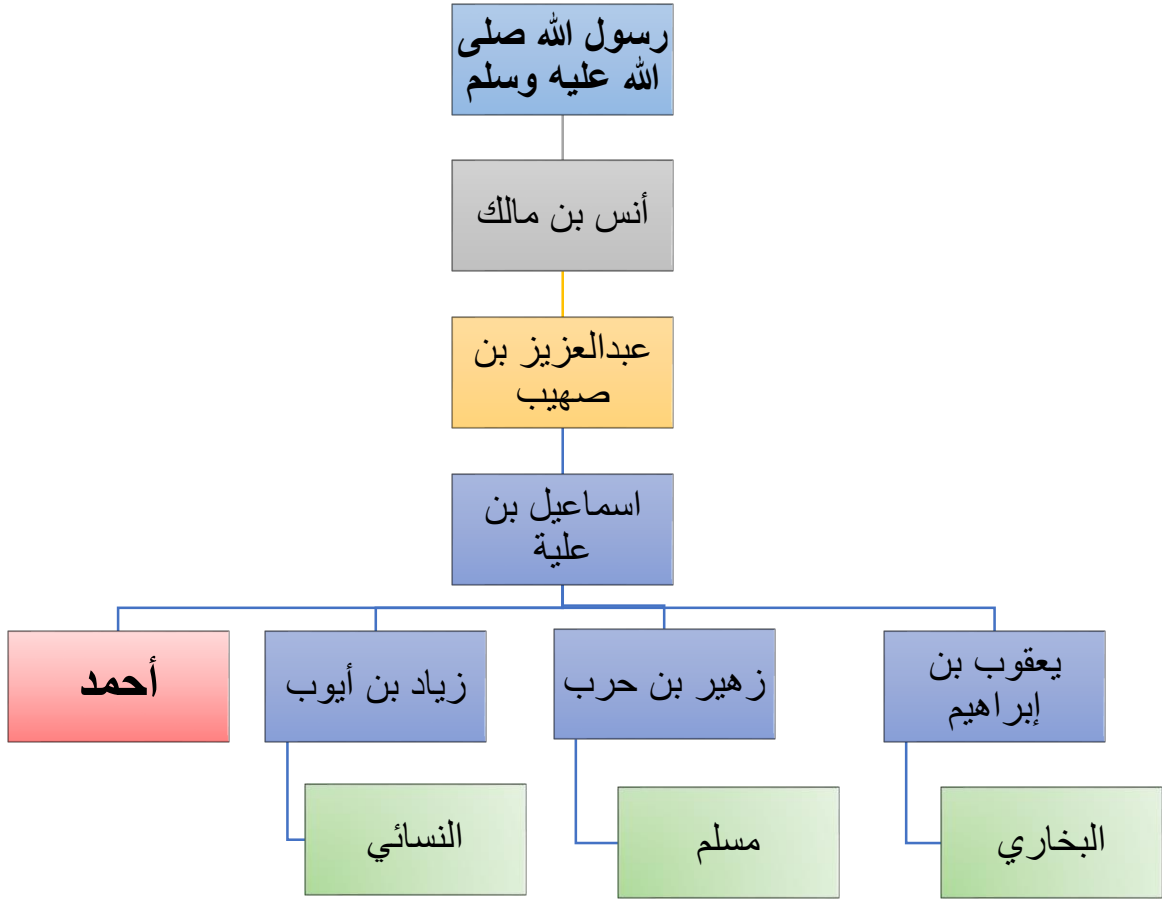 رسول الله صلى
الله عليه وسلم
أنس بن مالك
عبدالعزيز بن
صهيب
اسماعيل بن
علية
يعقوب بن
إبراهيم
زهير بن حرب
زياد بن أيوب
أحمد
البخاري
مسلم
النسائي